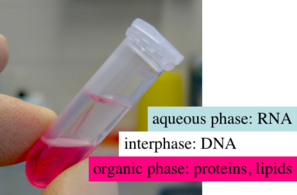 aqueous phase: RNA
interphase: DNA
organic phase: proteins, lipids